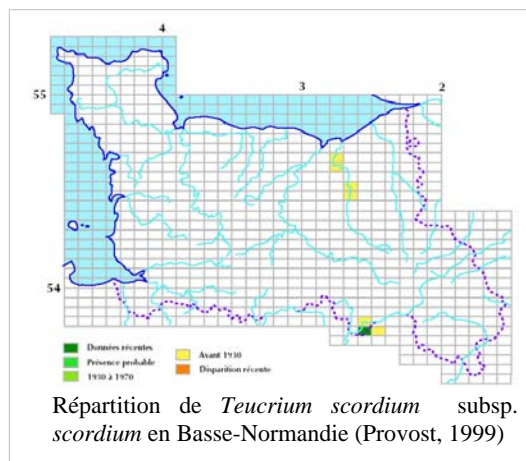 4
3
2
55
54
Données récentes
Présence probable
1930 à 1970
Avant 1930
Disparition récente
Répartition de Teucrium scordium subsp.
scordium en Basse-Normandie (Provost, 1999)